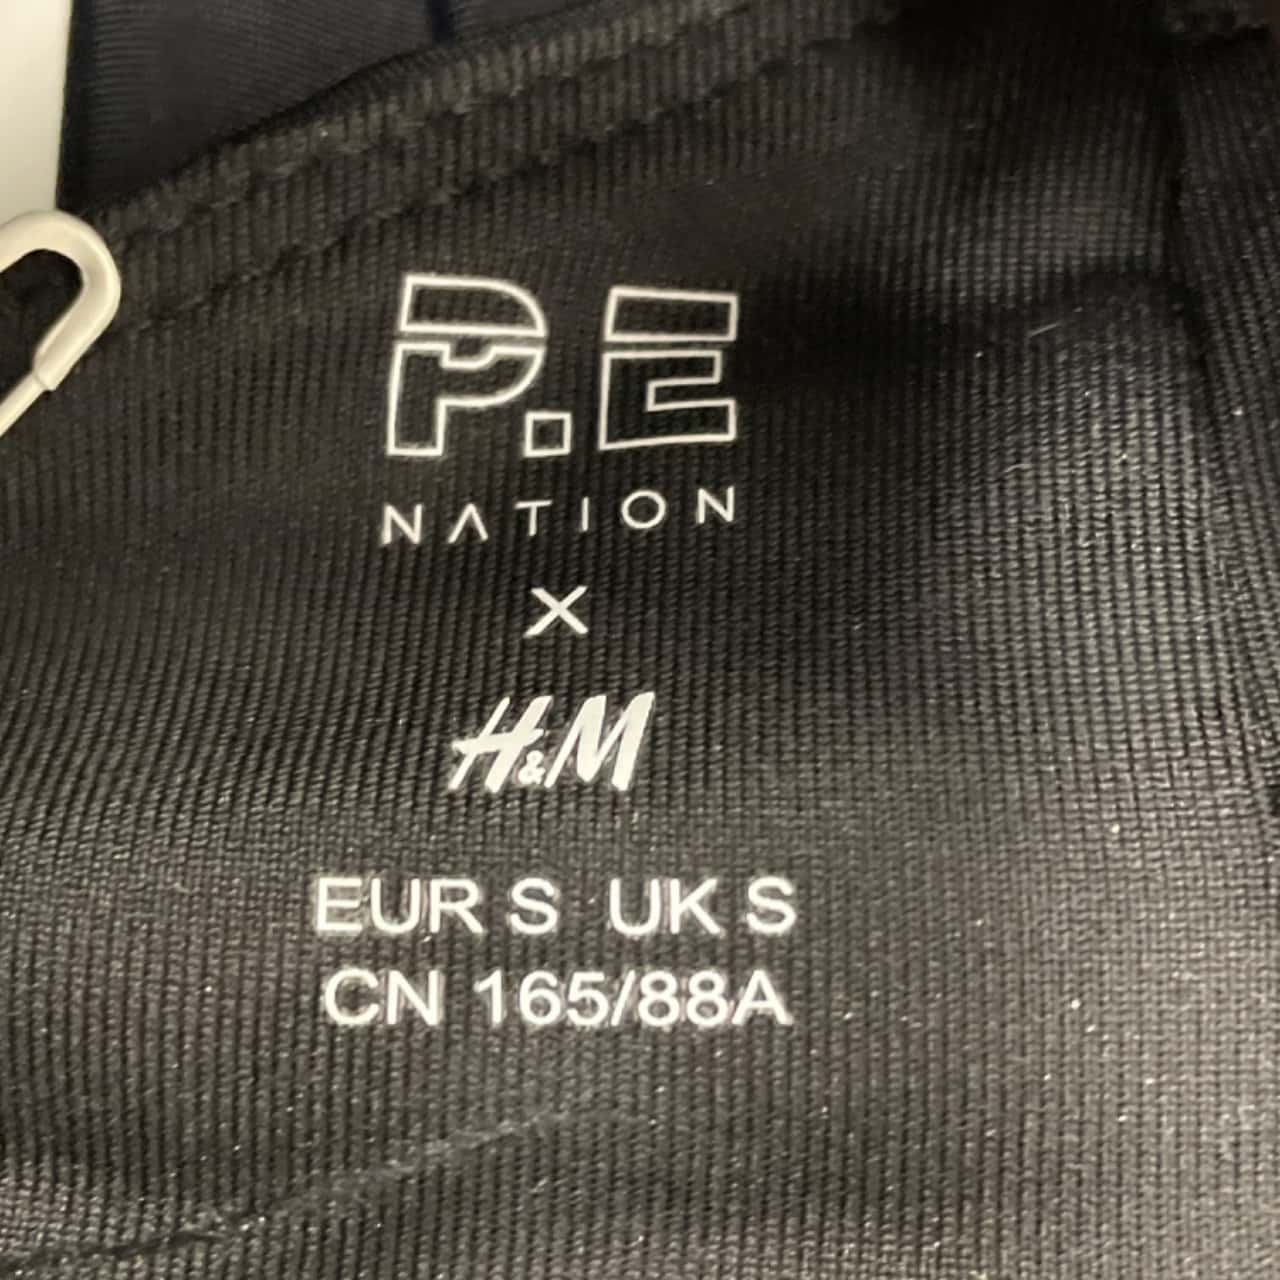 P.E
NATION
X
H&M
EUR S UK S
CN 165/88A